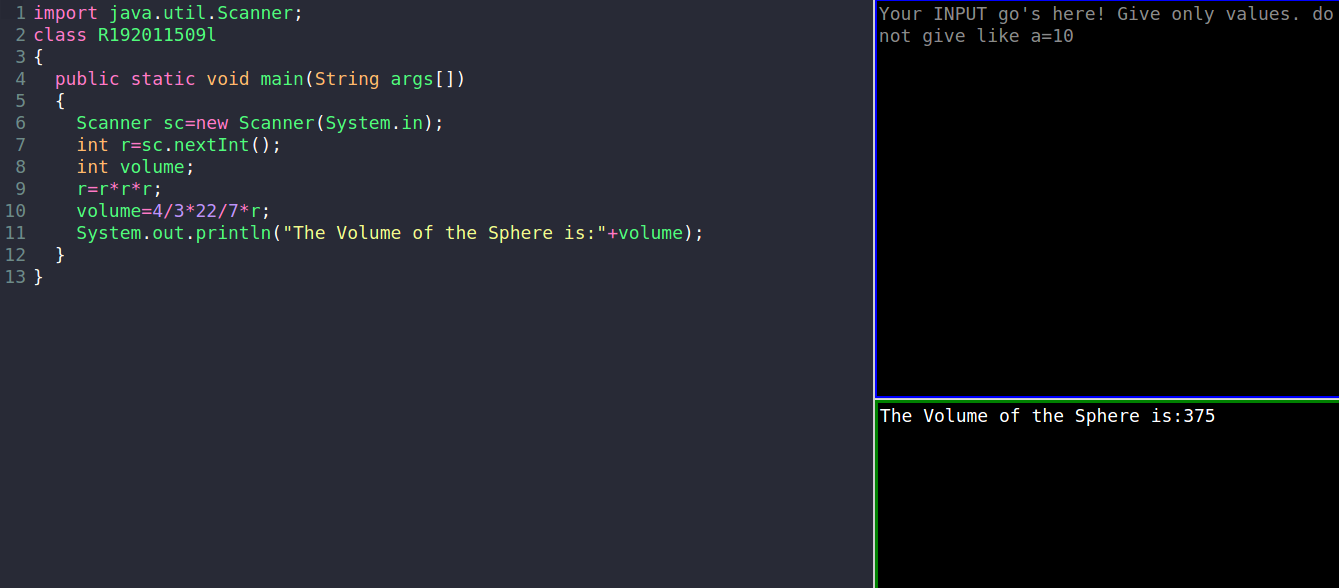 1 import java.util.Scanner;
2 class R192011509l
3 {
4   public static void main(String args[])
5   {
6     Scanner sc=new Scanner(System.in);
7     int r=sc.nextInt();
8     int volume;
9     r=r*r*r;
10     volume=4/3*22/7*r;
11     System.out.println("The Volume of the Sphere is:"+volume);
12   }
13 }
Your INPUT go's here! Give only values. do
not give like a=10
The Volume of the Sphere is:375